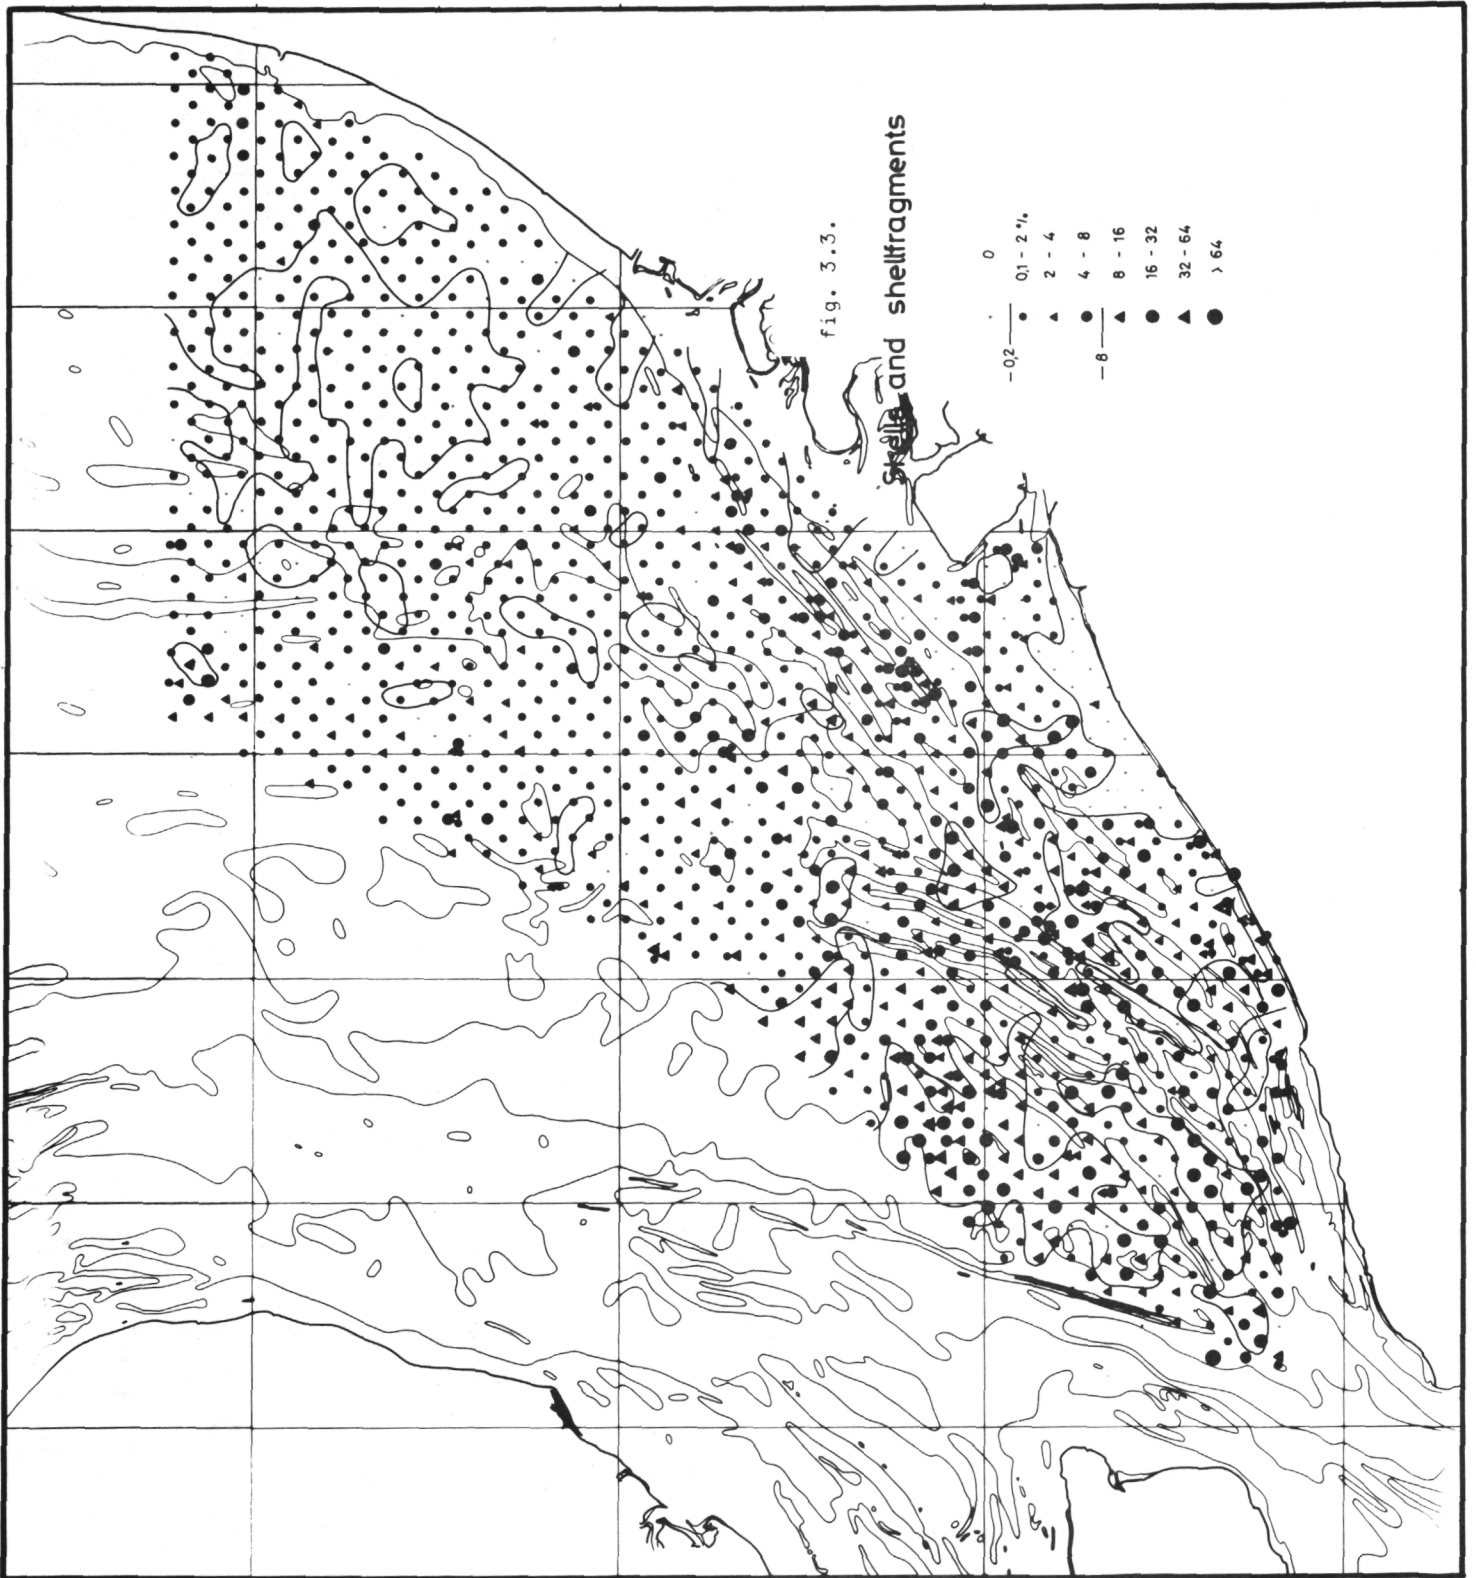 fig. 3.3.
Shells and shellfragments
0
-0,2
0,1 - 2 %
2 - 4
4 - 8
-8
8 - 16
16 - 32
32 - 64
> 64